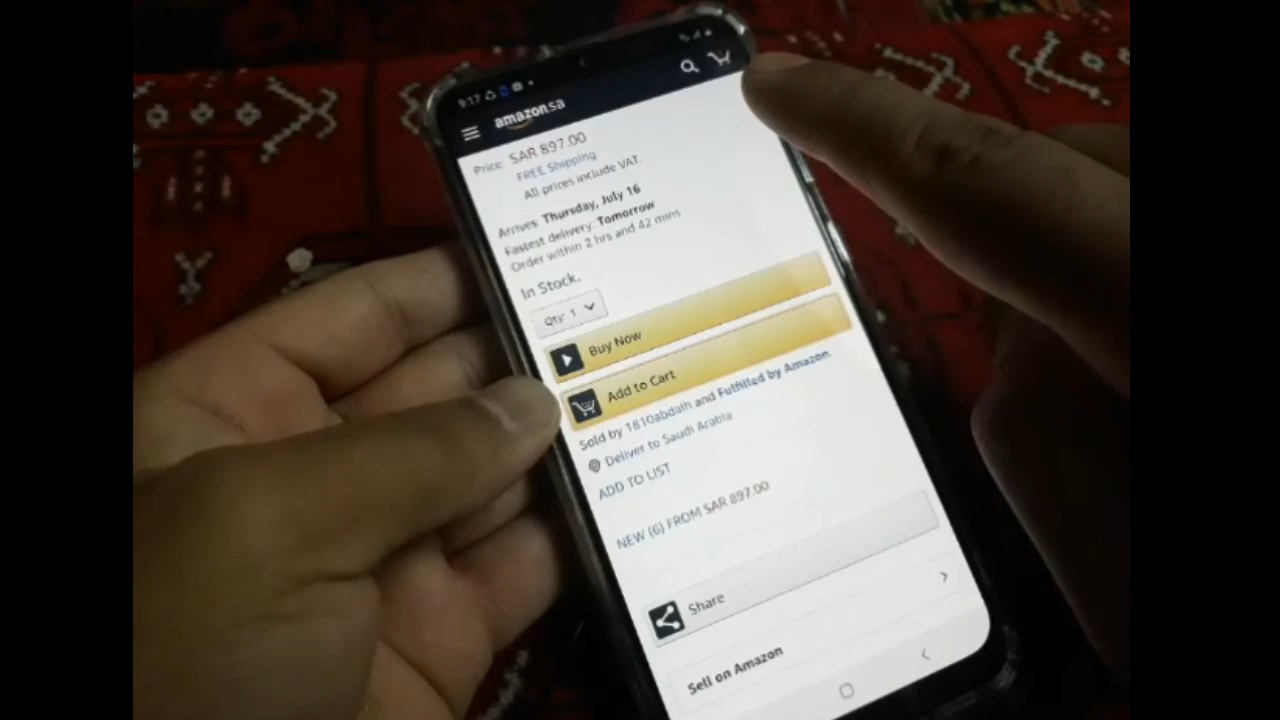 9:17
amazon.sa
Price: SAR 897.00
FREE Shipping
All prices include VAT.
Arrives: Thursday, July 16
Fastest delivery: Tomorrow
Order within 2 hrs and 42 mins
In Stock.
Qty: 1
Buy Now
Add to Cart
Sold by 1810abdalh and Fulfilled by Amazon.
Deliver to Saudi Arabia
ADD TO LIST
NEW (6) FROM SAR 897.00
Share
Sell on Amazon